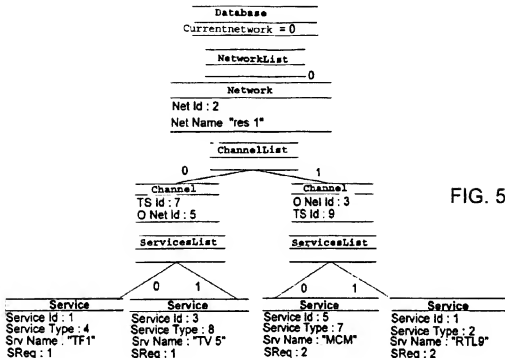 Database
Currentnetwork = 0
NetworkList
0
Network
Net Id : 2
Net Name "res 1"
ChannelList
0 1
Channel
TS Id : 7
O Net Id : 5
Channel
O Net Id : 3
TS Id : 9
FIG. 5
ServicesList
ServicesList
0 1
0 1
Service
Service Id : 1
Service Type : 4
Srv Name : "TF1"
SReq : 1
Service
Service Id : 3
Service Type : 8
Srv Name : "TV 5"
SReq : 1
Service
Service Id : 5
Service Type : 7
Srv Name : "MCM"
SReq : 2
Service
Service Id : 1
Service Type : 2
Srv Name : "RTL9"
SReq : 2